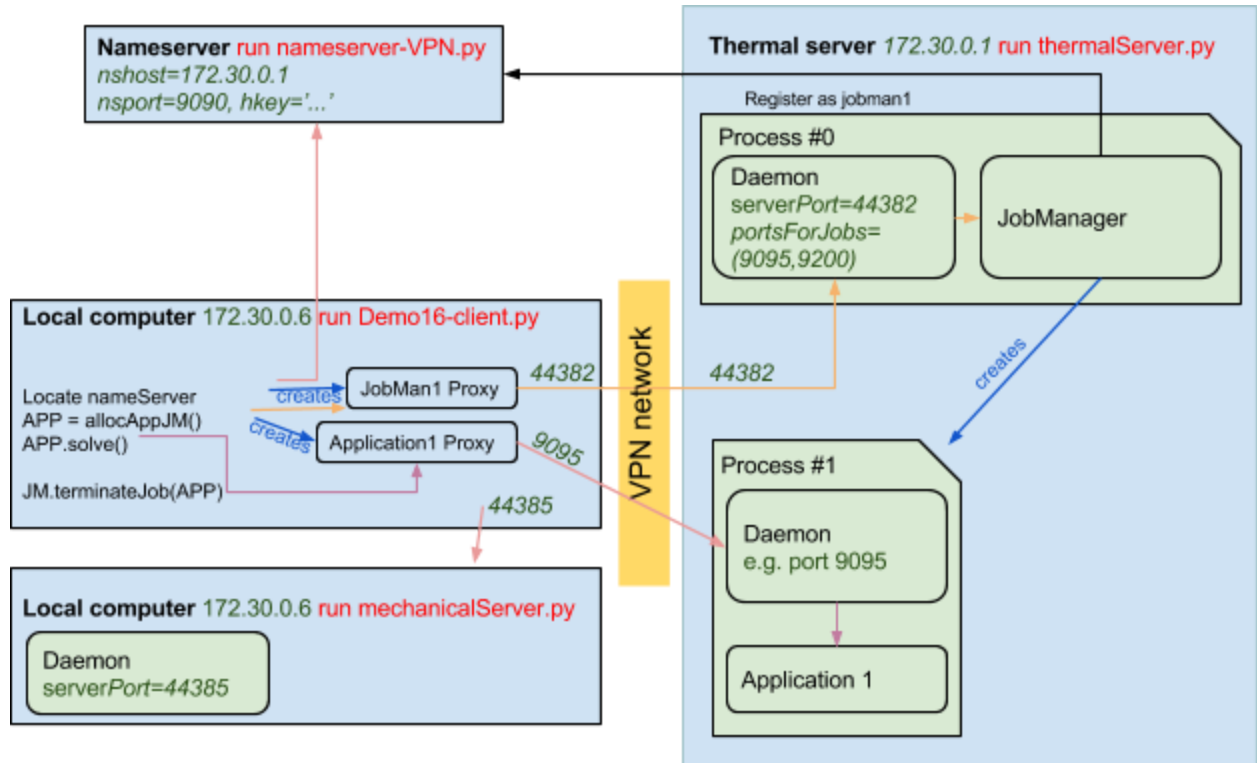 Nameserver run nameserver-VPN.py
nshost=172.30.0.1
nsport=9090, hkey='...'
Thermal server 172.30.0.1 run thermalServer.py
Register as jobman1
Process #0
Daemon
serverPort=44382
portsForJobs=
(9095,9200)
JobManager
creates
Local computer 172.30.0.6 run Demo16-client.py
Locate nameServer
APP = allocAppJM()
APP.solve()
JM.terminateJob(APP)
creates
JobMan1 Proxy
creates
Application1 Proxy
44382
44382
9095
44385
VPN network
Process #1
Daemon
e.g. port 9095
Application 1
Local computer 172.30.0.6 run mechanicalServer.py
Daemon
serverPort=44385